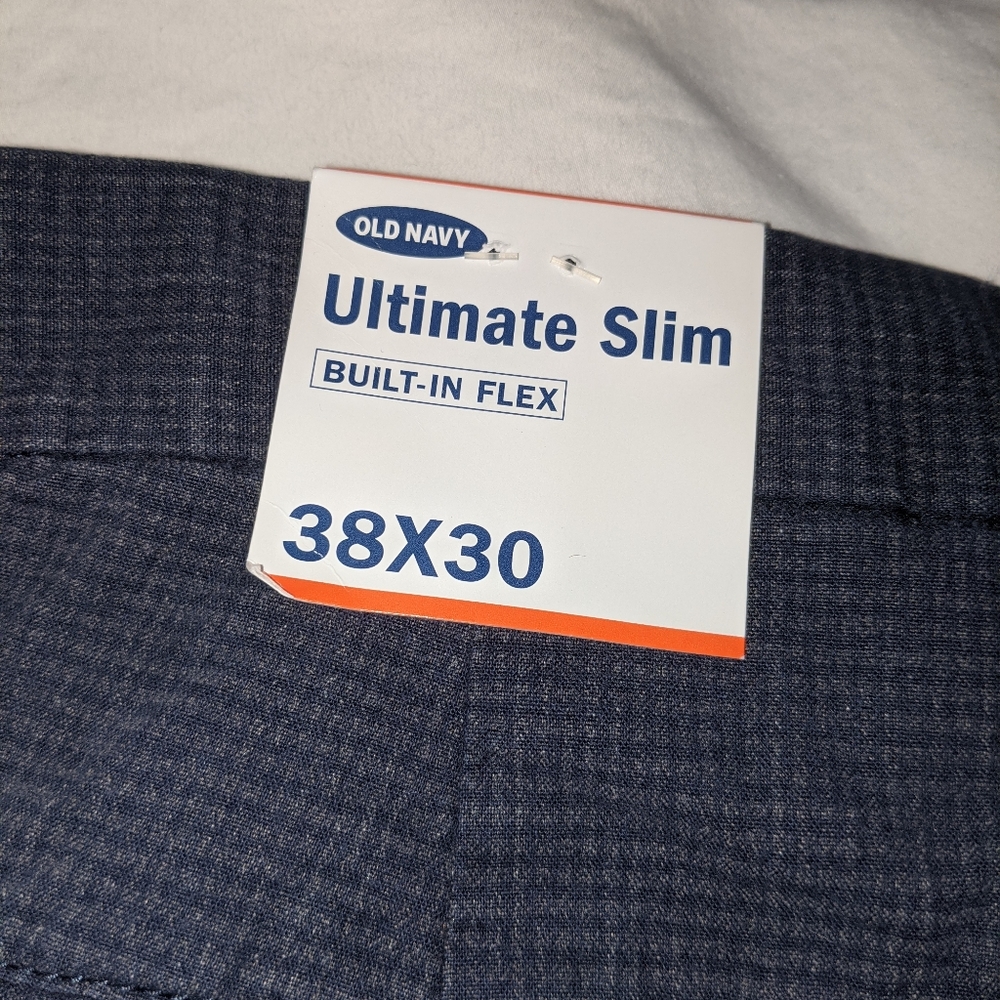 OLD NAVY
Ultimate Slim
BUILT-IN FLEX
38X30